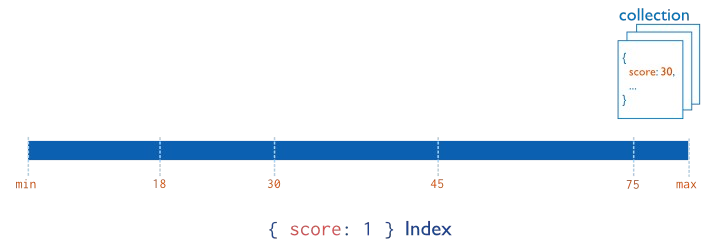 collection
{
score: 30,
...
}
min 18 30 45 75 max
{ score: 1 } Index